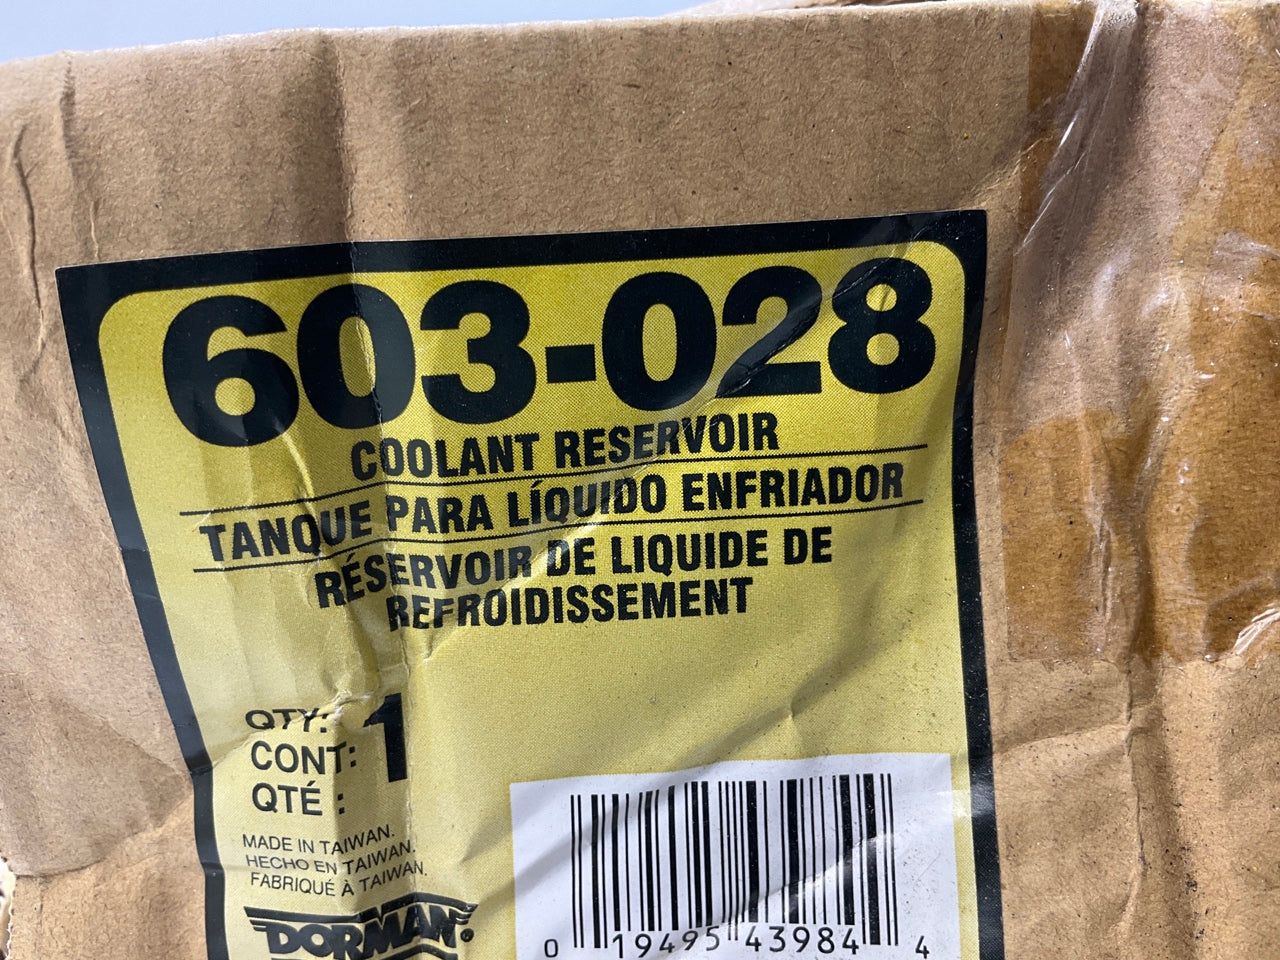 603-028
COOLANT RESERVOIR
TANQUE PARA LÍQUIDO ENFRIADOR
RÉSERVOIR DE LIQUIDE DE
REFROIDISSEMENT
QTY:
CONT: 1
QTÉ :
MADE IN TAIWAN.
HECHO EN TAIWAN.
FABRIQUÉ À TAIWAN.
DORMAN®
0 19495 43984 4